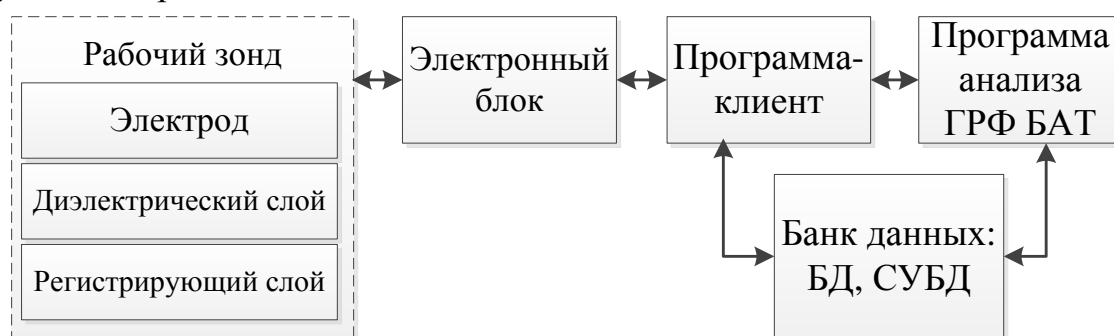 Рабочий зонд
Электрод
Диэлектрический слой
Регистрирующий слой
Электронный
блок
Программа-
клиент
Программа
анализа
ГРФ БАТ
Банк данных:
БД, СУБД